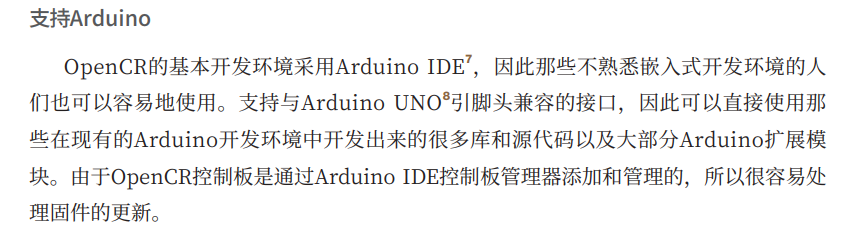 支持Arduino
OpenCR的基本开发环境采用Arduino IDE7，因此那些不熟悉嵌入式开发环境的人
们也可以容易地使用。支持与Arduino UNO8引脚头兼容的接口，因此可以直接使用那
些在现有的Arduino开发环境中开发出来的很多库和源代码以及大部分Arduino扩展模
块。由于OpenCR控制板是通过Arduino IDE控制板管理器添加和管理的，所以很容易处
理固件的更新。